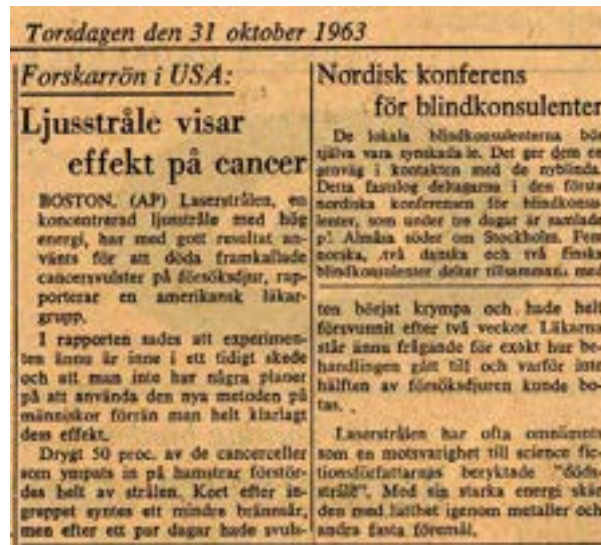 Torsdagen den 31 oktober 1963
Forskarrön i USA:
Ljusstråle visar
effekt på cancer
BOSTON. (AP) Laserstrålen, en
koncentrerad ljusstråle med hög
energi, har med gott resultat an-
vänts för att döda framkallade
cancersvulster på försöksdjur, rap-
porterar en amerikansk läkar-
grupp.
I rapporten sades att experimen-
ten ännu är inne i ett tidigt skede
och att man inte har några planer
på att använda den nya metoden på
människor förrän man helt klarlagt
dess effekt.
Drygt 50 proc. av de cancerceller
som ympats in på hamstrar förstör-
des helt av strålen. Kort efter in-
greppet syntes ett mindre brännsår,
men efter ett par dagar hade svuls-
ten börjat krympa och hade helt
försvunnit efter två veckor. Läkarna
står ännu frågande för exakt hur be-
handlingen gått till och varför inte
hälften av försöksdjuren kunde bo-
tas.
Laserstrålen har ofta omnämnts
som en motsvarighet till science fic-
tionsförfattarnas beryktade "döds-
stråle". Med sin starka energi skär
den med lätthet igenom metaller och
andra fasta föremål.
Nordisk konferens
för blindkonsulenter
De lokala blindkonsulenterna bör
själva vara synskadade. Det ger dem en
genväg i kontakten med de nyblinda.
Detta fastslog deltagarna i den första
nordiska konferensen för blindkonsu-
lenter, som under tre dagar är samlade
på Almåsa söder om Stockholm. Fem
norska, två danska och två finska
blindkonsulenter deltar tillsammans med